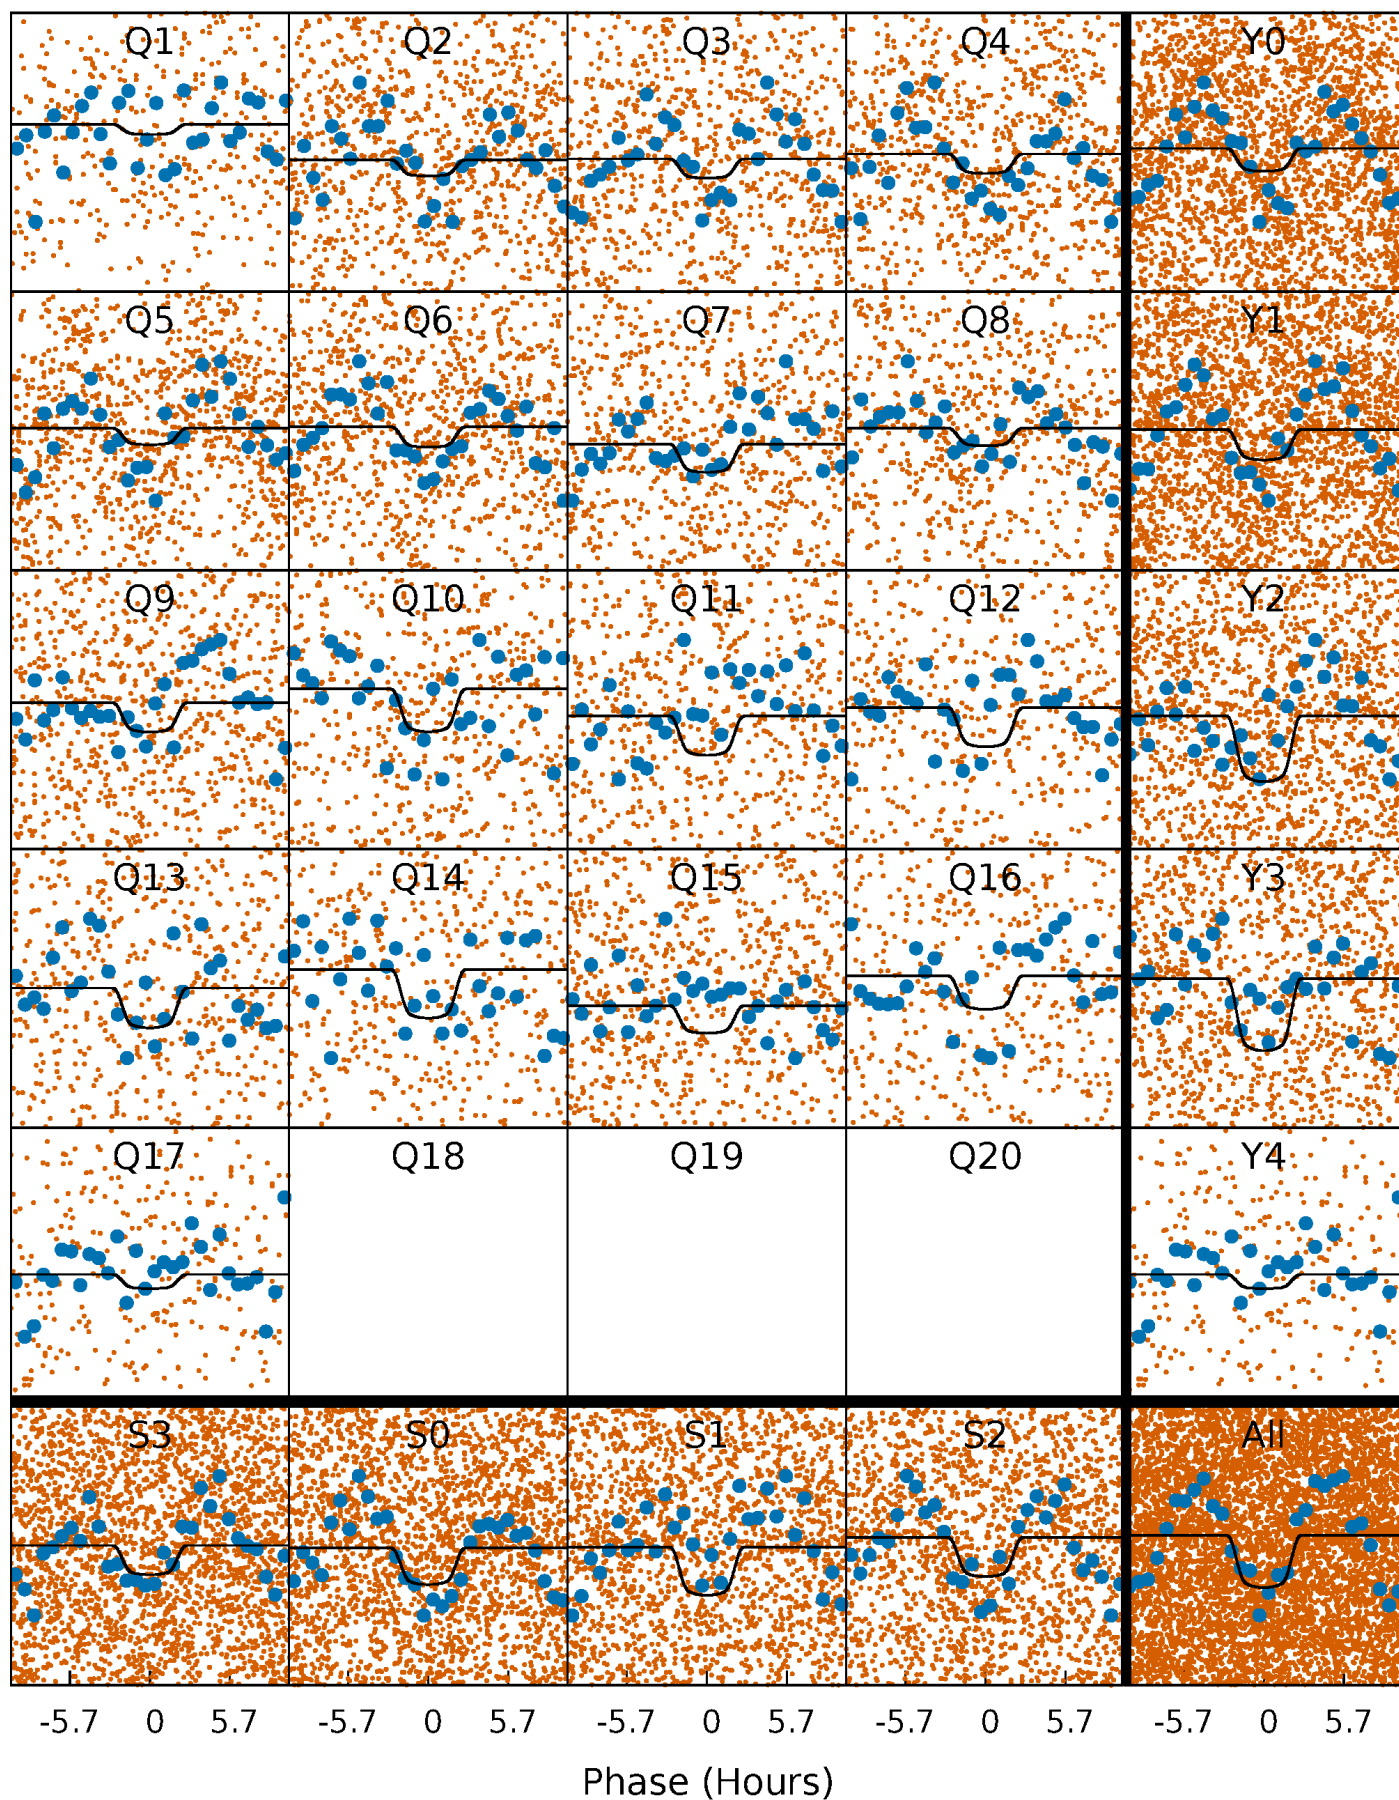 Q1 Q2 Q3 Q4 Y0
Q5 Q6 Q7 Q8 Y1
Q9 Q10 Q11 Q12 Y2
Q13 Q14 Q15 Q16 Y3
Q17 Q18 Q19 Q20 Y4
S3 S0 S1 S2 All
-5.7 0 5.7 -5.7 0 5.7 -5.7 0 5.7 -5.7 0 5.7 -5.7 0 5.7
Phase (Hours)